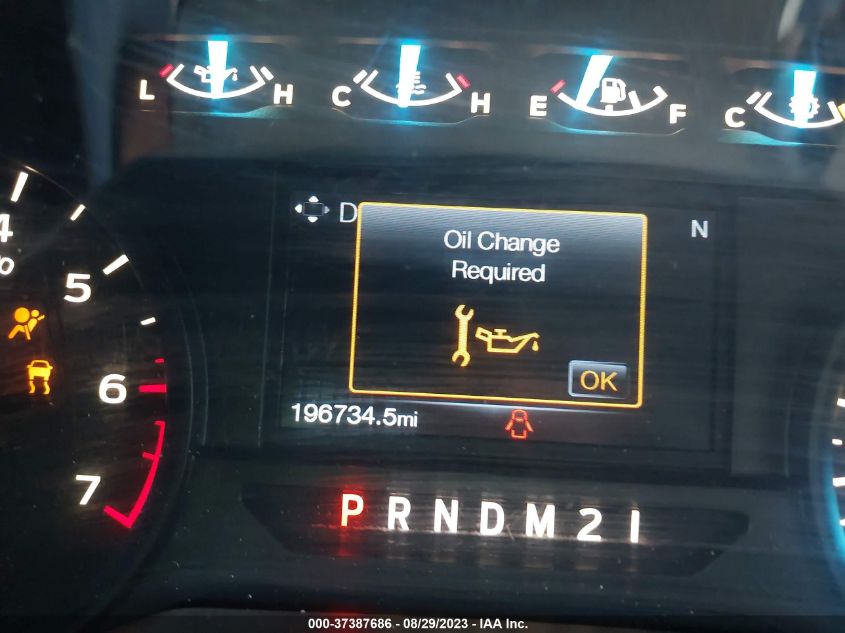 L H C H E F C
4
5
6
7
D
N
Oil Change
Required
OK
196734.5mi
P R N D M 2 1
000-37387686 - 08/29/2023 - IAA Inc.